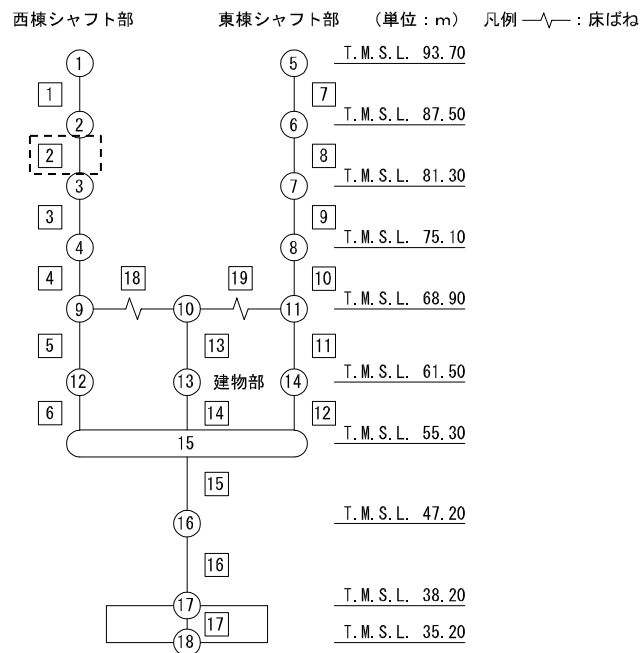 西棟シャフト部 東棟シャフト部 (単位：m) 凡例 ：床ばね
1 5 T.M.S.L. 93.70
1 7
2 6 T.M.S.L. 87.50
2 8
3 7 T.M.S.L. 81.30
3 9
4 8 T.M.S.L. 75.10
4 18 19 10
9 10 11 T.M.S.L. 68.90
5 13 11
12 13 建物部 14 T.M.S.L. 61.50
6 14 12
15 T.M.S.L. 55.30
15
16 T.M.S.L. 47.20
16
17 T.M.S.L. 38.20
17
18 T.M.S.L. 35.20